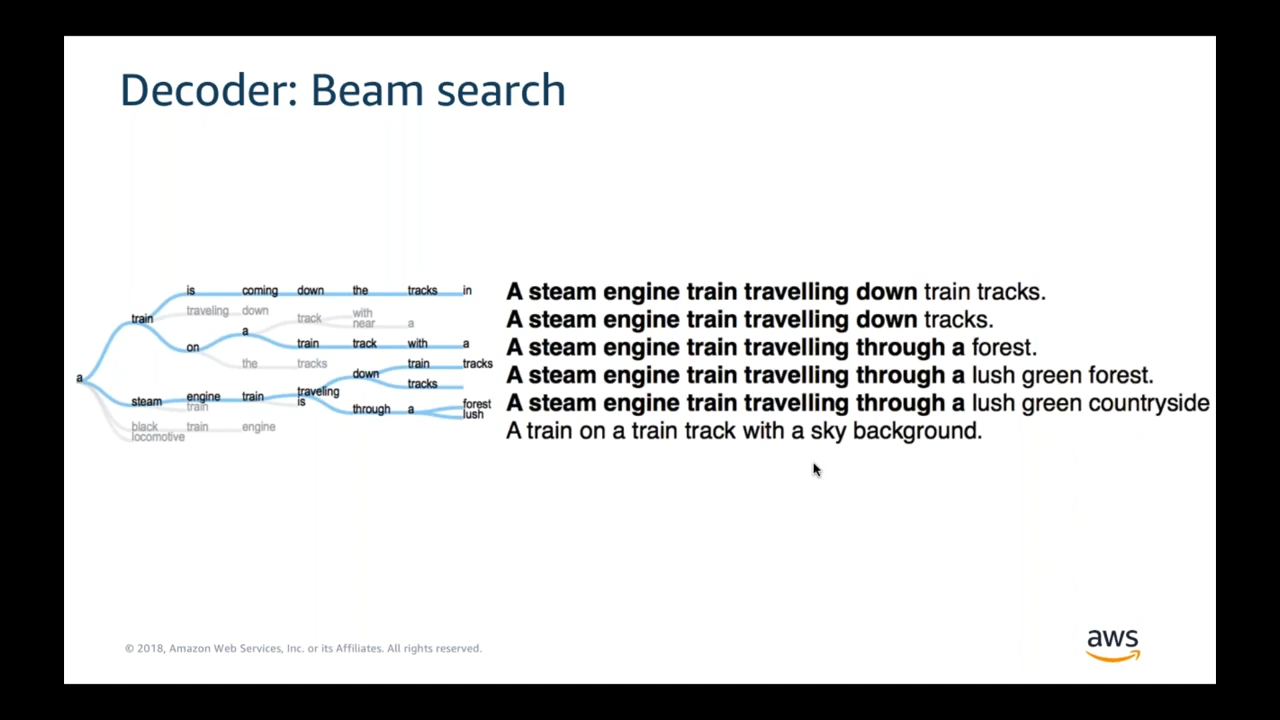 Decoder: Beam search
is coming down the tracks in
traveling down
train
track with
near a
a
on
train track with a
the tracks
train tracks
down
a
tracks
steam engine train traveling
train is
through a forest
lush
black train engine
locomotive
A steam engine train travelling down train tracks.
A steam engine train travelling down tracks.
A steam engine train travelling through a forest.
A steam engine train travelling through a lush green forest.
A steam engine train travelling through a lush green countryside
A train on a train track with a sky background.
© 2018, Amazon Web Services, Inc. or its Affiliates. All rights reserved.
aws